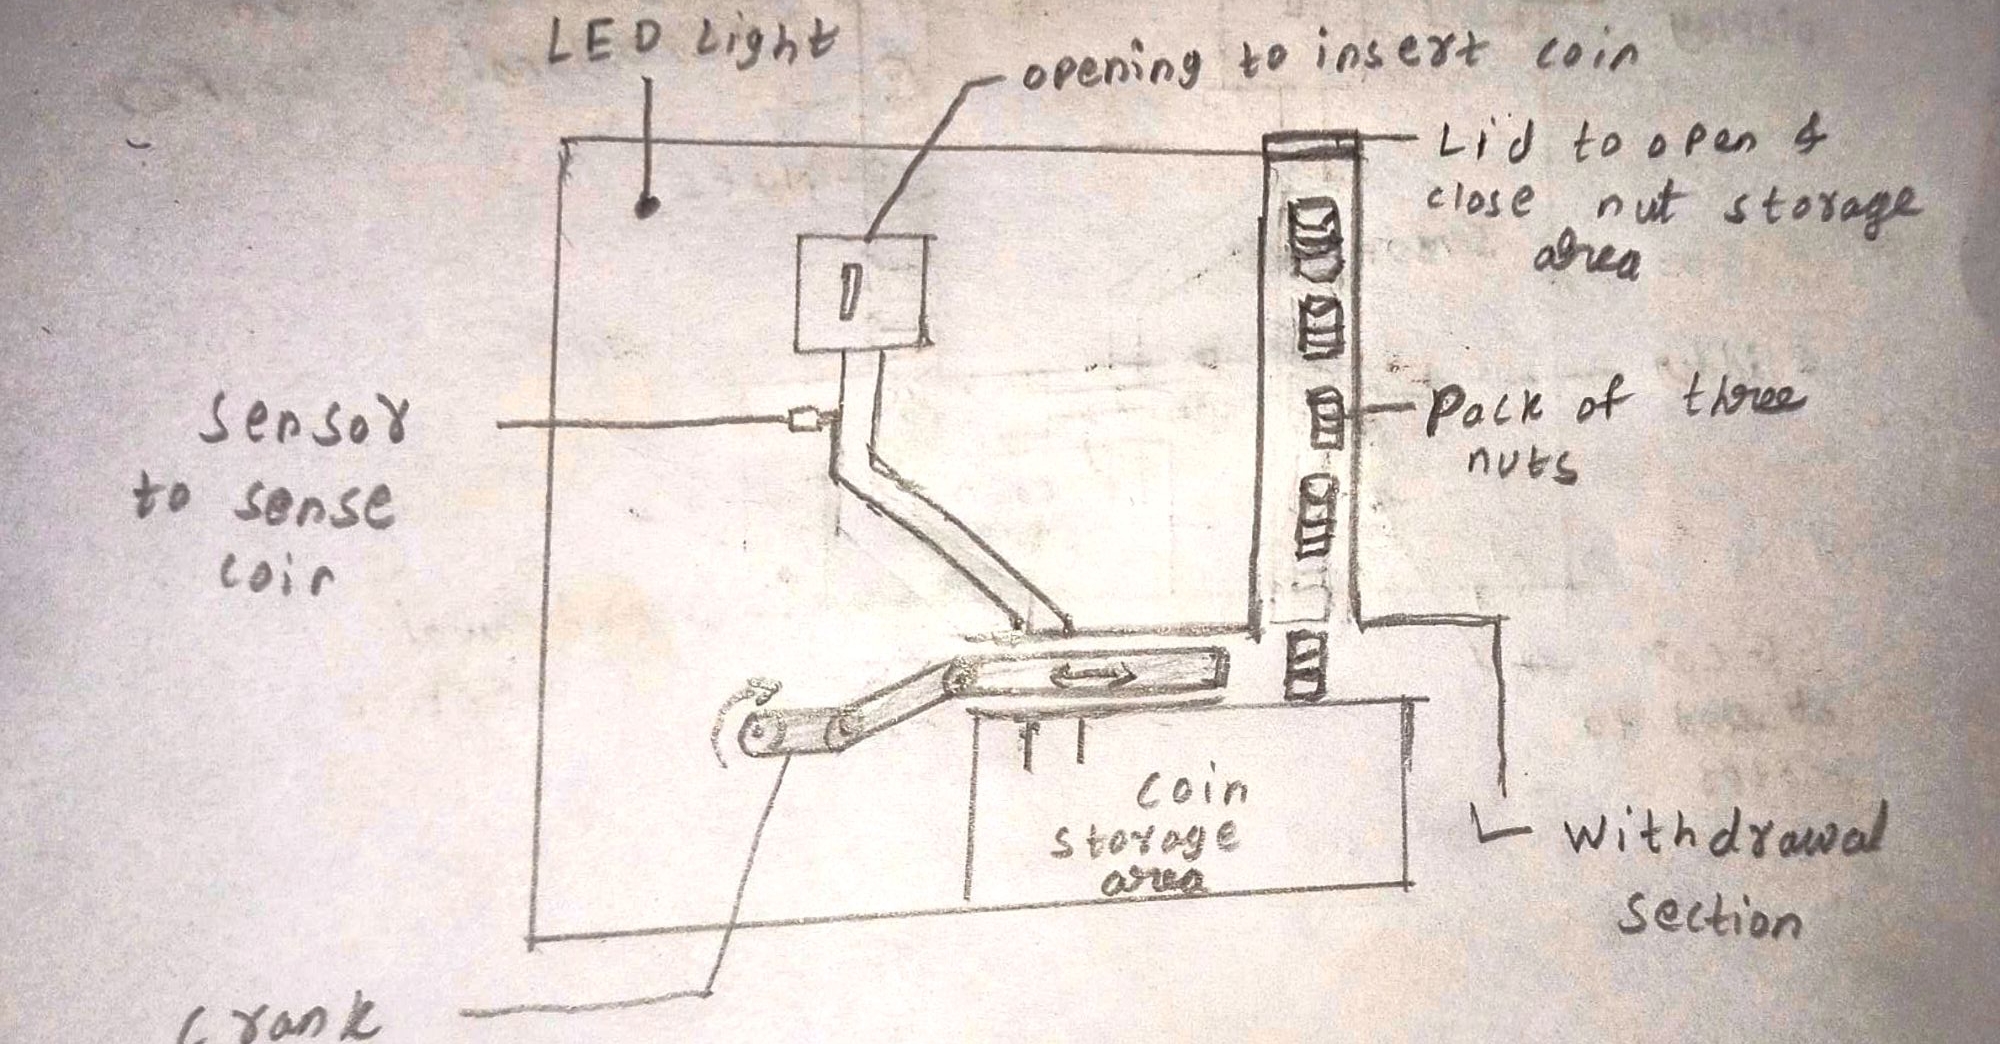 LED Light
opening to insert coin
Lid to open &
close nut storage
area
sensor
to sense
coin
Pack of three
nuts
coin
storage
area
Withdrawal
section
Crank